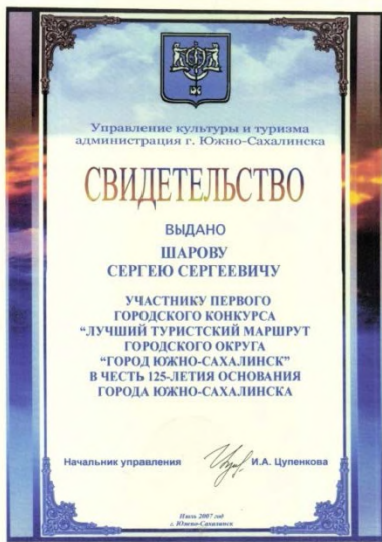 Управление культуры и туризма
администрация г. Южно-Сахалинска
СВИДЕТЕЛЬСТВО
ВЫДАНО
ШАРОВУ
СЕРГЕЮ СЕРГЕЕВИЧУ
УЧАСТНИКУ ПЕРВОГО
ГОРОДСКОГО КОНКУРСА
“ЛУЧШИЙ ТУРИСТСКИЙ МАРШРУТ
ГОРОДСКОГО ОКРУГА
“ГОРОД ЮЖНО-САХАЛИНСК”
В ЧЕСТЬ 125-ЛЕТИЯ ОСНОВАНИЯ
ГОРОДА ЮЖНО-САХАЛИНСКА
Начальник управления И.А. Цупенкова
2007 год
г. Южно-Сахалинск